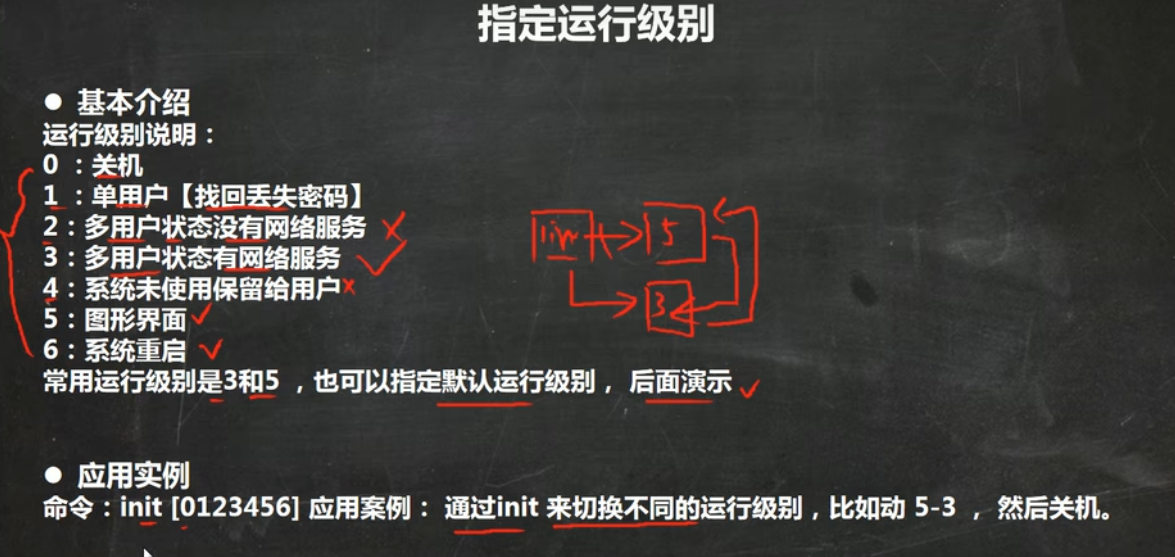 指定运行级别
● 基本介绍
运行级别说明：
0 ：关机
1 ：单用户【找回丢失密码】
2：多用户状态没有网络服务
3：多用户状态有网络服务
4：系统未使用保留给用户
5：图形界面
6：系统重启
常用运行级别是3和5 ，也可以指定默认运行级别， 后面演示
5
3
● 应用实例
命令：init [0123456] 应用案例： 通过init 来切换不同的运行级别，比如动 5-3 ， 然后关机。